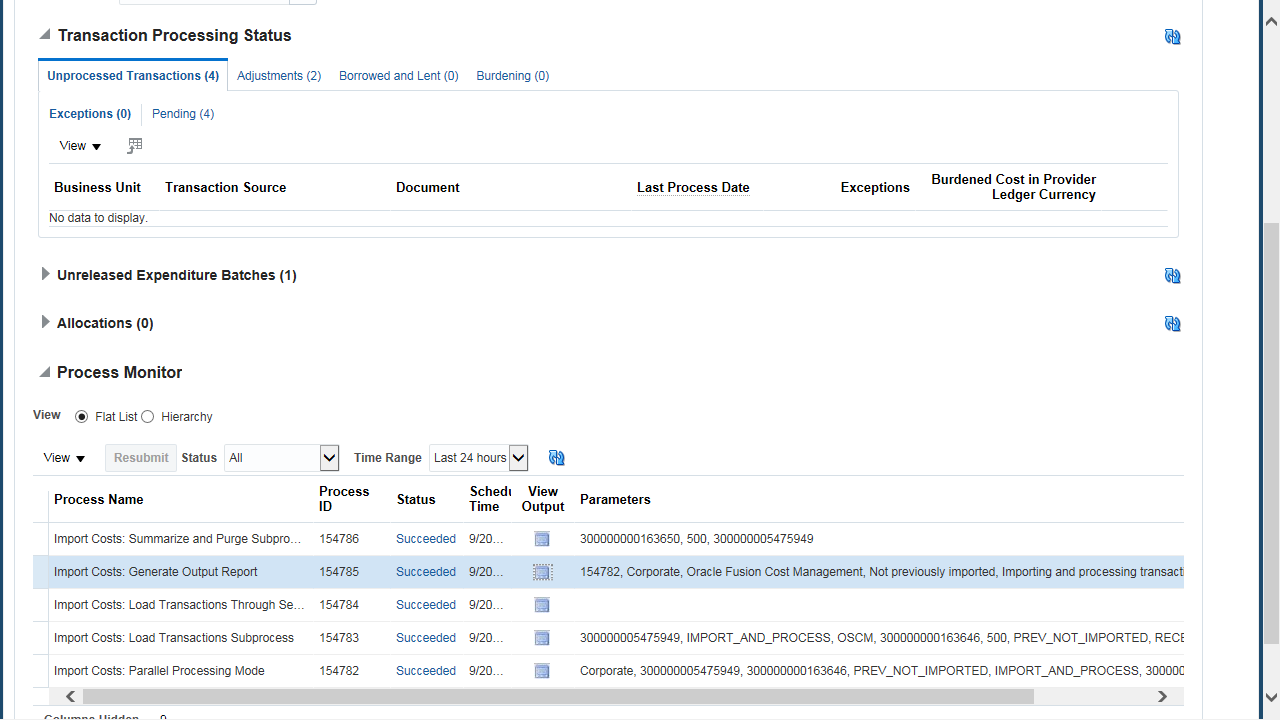 Transaction Processing Status
Unprocessed Transactions (4) Adjustments (2) Borrowed and Lent (0) Burdening (0)
Exceptions (0) Pending (4)
View
Business Unit Transaction Source Document Last Process Date Exceptions Burdened Cost in Provider Ledger Currency
No data to display.
Unreleased Expenditure Batches (1)
Allocations (0)
Process Monitor
View Flat List Hierarchy
View Resubmit Status All Time Range Last 24 hours
Process Name Process ID Status Schedu Time View Output Parameters
Import Costs: Summarize and Purge Subpro... 154786 Succeeded 9/20... 300000000163650, 500, 300000005475949
Import Costs: Generate Output Report 154785 Succeeded 9/20... 154782, Corporate, Oracle Fusion Cost Management, Not previously imported, Importing and processing transacti
Import Costs: Load Transactions Through Se... 154784 Succeeded 9/20...
Import Costs: Load Transactions Subprocess 154783 Succeeded 9/20... 300000005475949, IMPORT_AND_PROCESS, OSCM, 300000000163646, 500, PREV_NOT_IMPORTED, RECE
Import Costs: Parallel Processing Mode 154782 Succeeded 9/20... Corporate, 300000005475949, 300000000163646, PREV_NOT_IMPORTED, IMPORT_AND_PROCESS, 300000
Columns Hidden 9